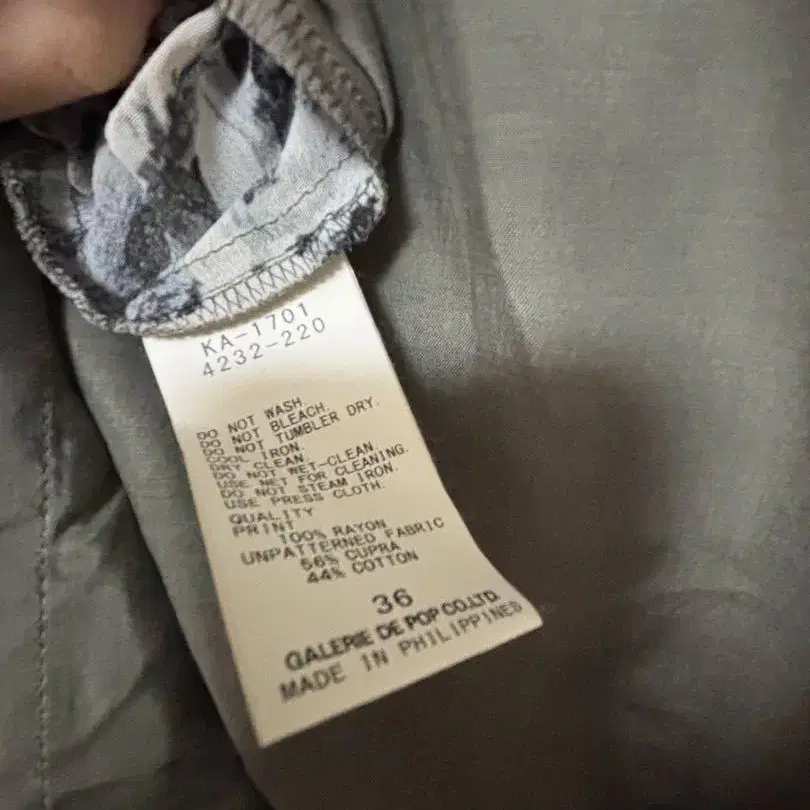 KA-1701
4232-220
DO NOT WASH.
DO NOT BLEACH.
DO NOT TUMBLER DRY.
COOL IRON.
DRY CLEAN.
DO NOT WET-CLEAN.
USE NET FOR CLEANING.
DO NOT STEAM IRON.
USE PRESS CLOTH.
QUALITY
PRINT
100% RAYON
UNPATTERNED FABRIC
56% CUPRA
44% COTTON
36
GALERIE DE POP CO.LTD.
MADE IN PHILIPPINES